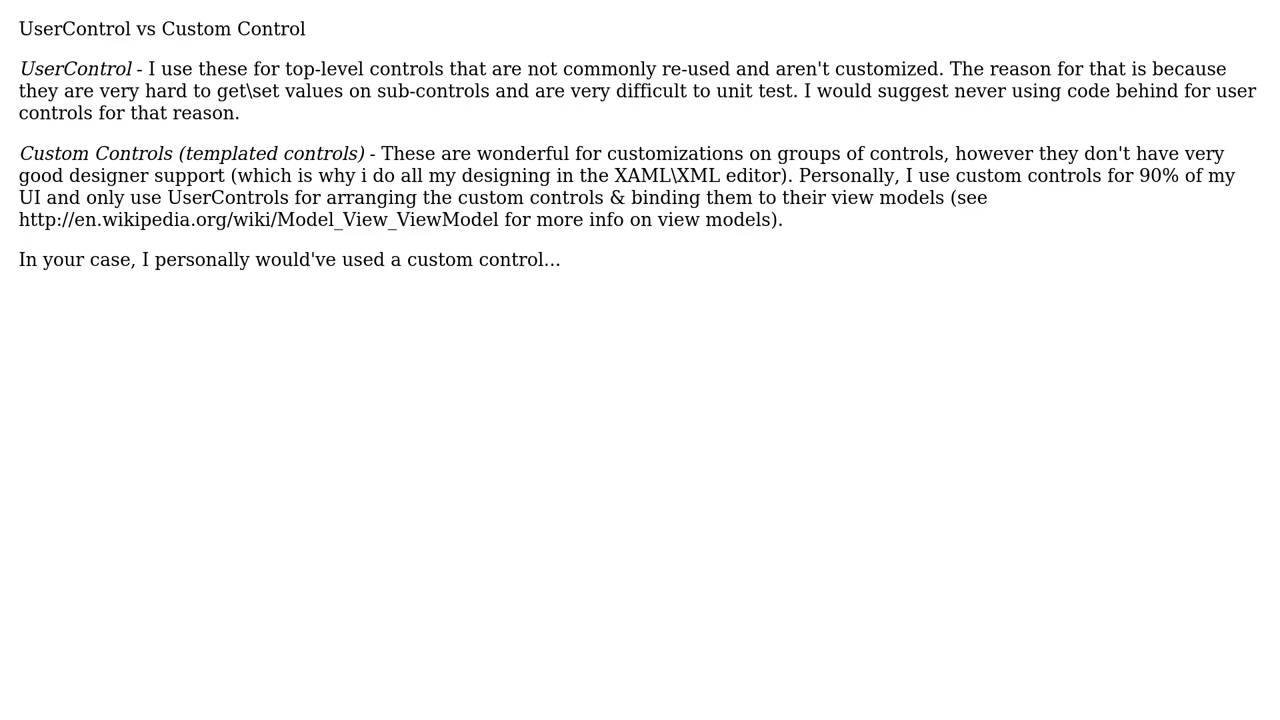 UserControl vs Custom Control
UserControl - I use these for top-level controls that are not commonly re-used and aren't customized. The reason for that is because
they are very hard to get\set values on sub-controls and are very difficult to unit test. I would suggest never using code behind for user
controls for that reason.
Custom Controls (templated controls) - These are wonderful for customizations on groups of controls, however they don't have very
good designer support (which is why i do all my designing in the XAML\XML editor). Personally, I use custom controls for 90% of my
UI and only use UserControls for arranging the custom controls & binding them to their view models (see
http://en.wikipedia.org/wiki/Model_View_ViewModel for more info on view models).
In your case, I personally would've used a custom control...